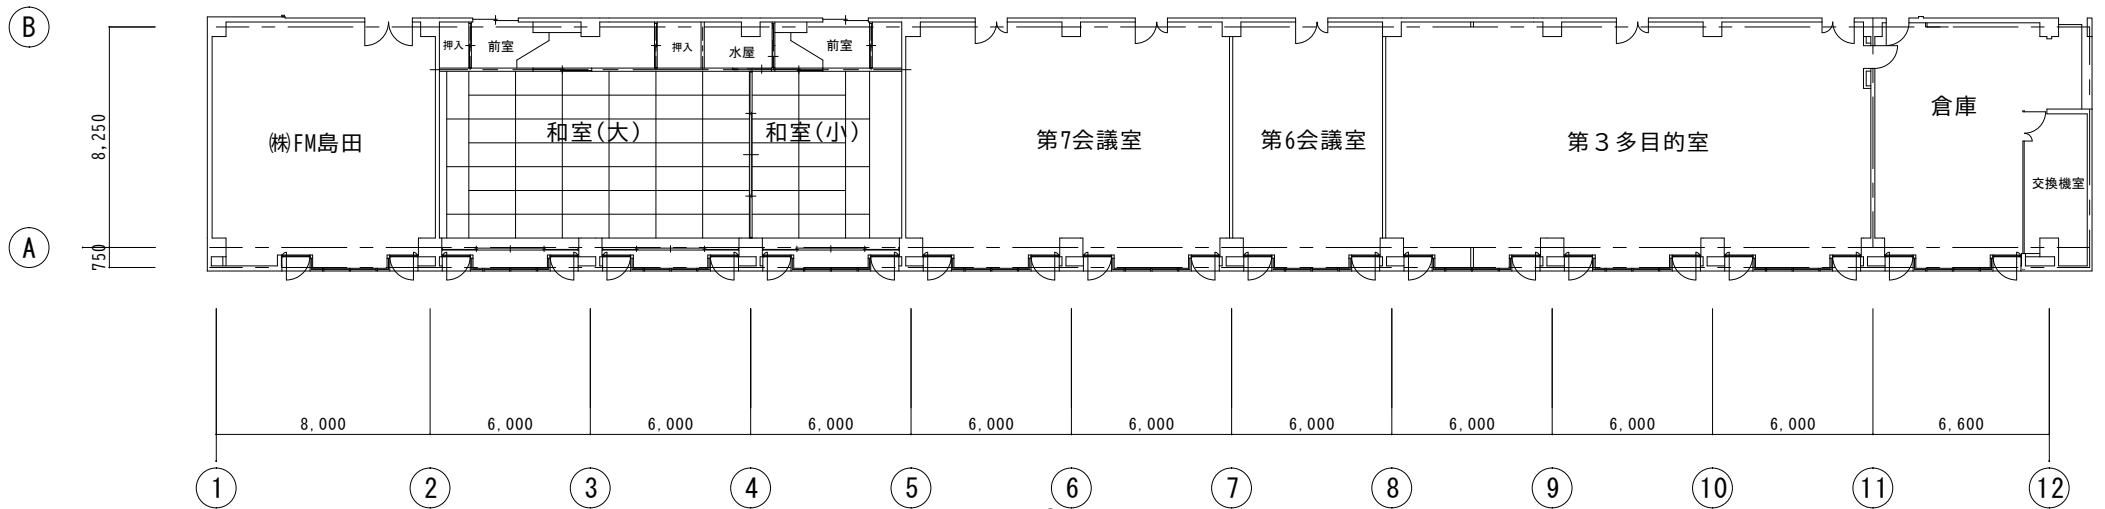 B
押入
前室
押入
水屋
前室
8,250
㈱FM島田
和室(大)
和室(小)
第7会議室
第6会議室
第３多目的室
倉庫
交換機室
A
750
8,000
6,000
6,000
6,000
6,000
6,000
6,000
6,000
6,000
6,000
6,600
1
2
3
4
5
6
7
8
9
10
11
12